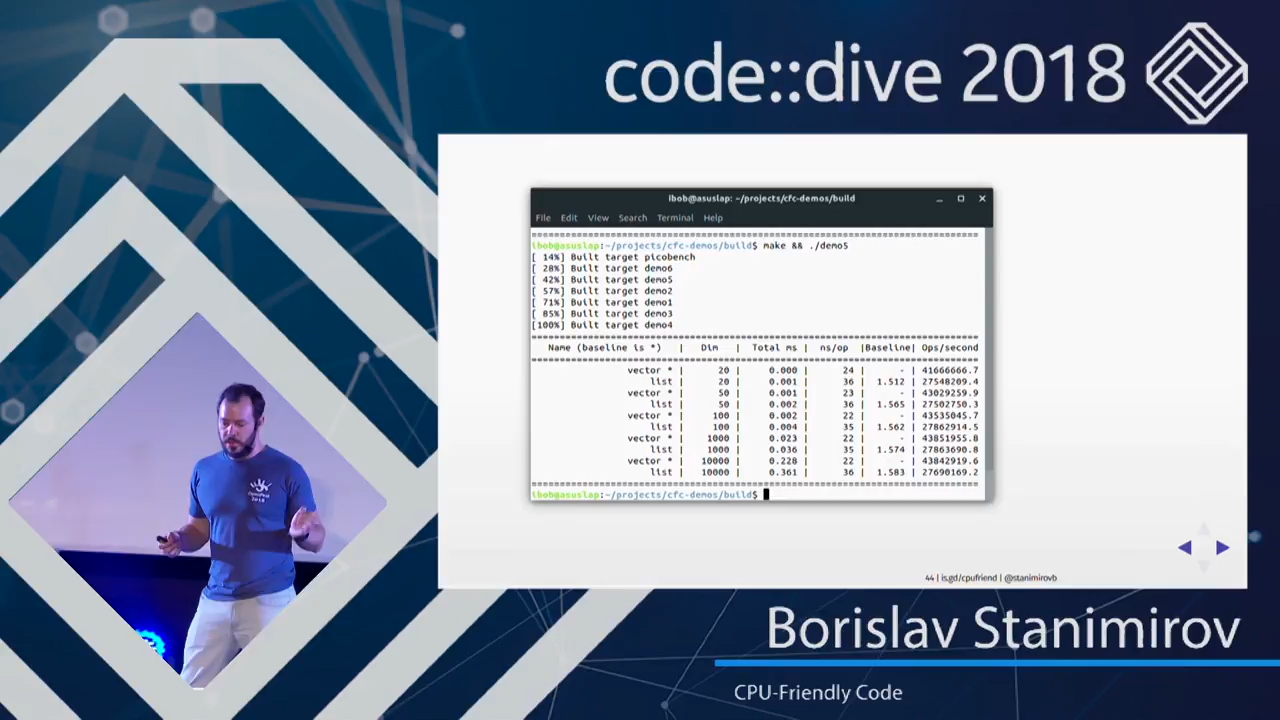 code::dive 2018
ibob@asuslap: ~/projects/cfc-demos/build
File Edit View Search Terminal Help
===============================================================================
ibob@asuslap:~/projects/cfc-demos/build$ make && ./demo5
[ 14%] Built target picobench
[ 28%] Built target demo6
[ 42%] Built target demo5
[ 57%] Built target demo2
[ 71%] Built target demo1
[ 85%] Built target demo3
[100%] Built target demo4
===============================================================================
Name (baseline is *) | Dim | Total ms | ns/op |Baseline| Ops/second
===============================================================================
vector * | 20 | 0.000 | 24 | - | 41666666.7
list | 20 | 0.001 | 36 | 1.512 | 27548209.4
vector * | 50 | 0.001 | 23 | - | 43029259.9
list | 50 | 0.002 | 36 | 1.565 | 27502750.3
vector * | 100 | 0.002 | 22 | - | 43535045.7
list | 100 | 0.004 | 35 | 1.562 | 27862914.5
vector * | 1000 | 0.023 | 22 | - | 43851955.8
list | 1000 | 0.036 | 35 | 1.574 | 27863690.8
vector * | 10000 | 0.228 | 22 | - | 43842919.6
list | 10000 | 0.361 | 36 | 1.583 | 27690169.2
===============================================================================
ibob@asuslap:~/projects/cfc-demos/build$
44 | is.gd/cpufriend | @stanimirovb
Borislav Stanimirov
CPU-Friendly Code